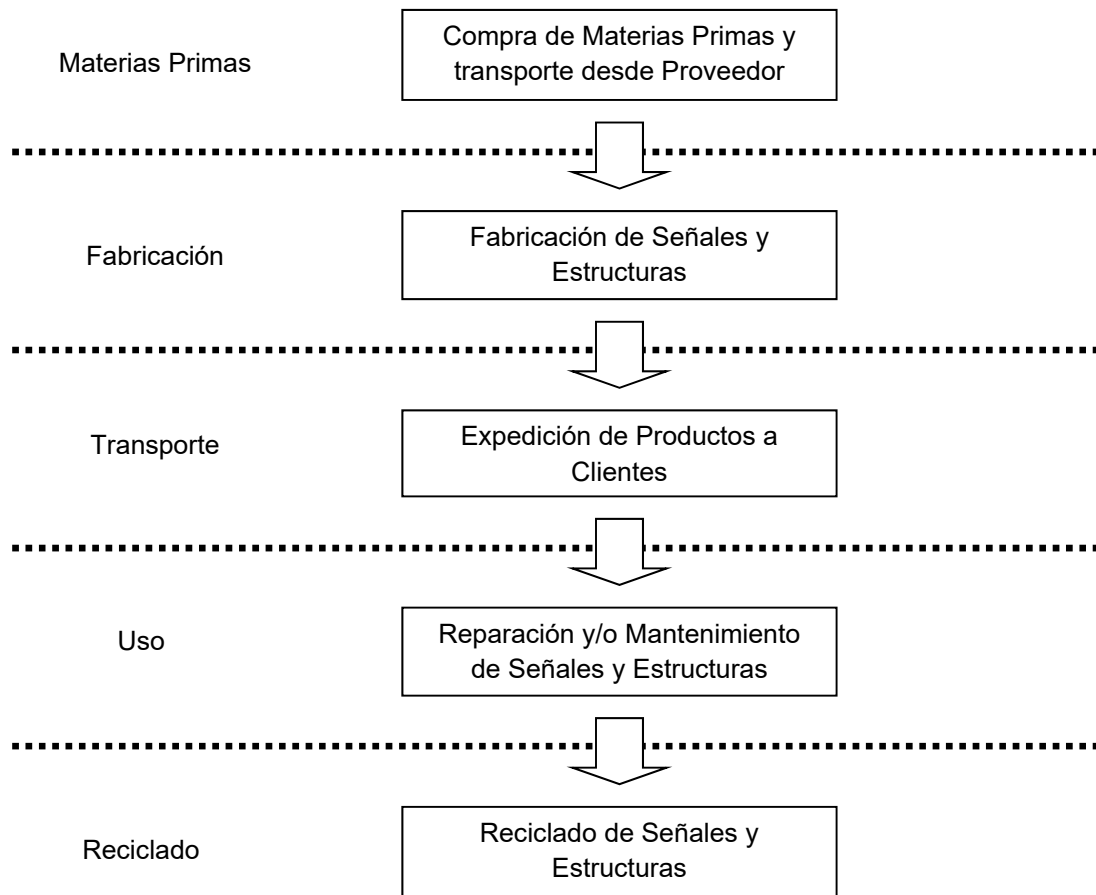 Materias Primas
Compra de Materias Primas y
transporte desde Proveedor
Fabricación
Fabricación de Señales y
Estructuras
Transporte
Expedición de Productos a
Clientes
Uso
Reparación y/o Mantenimiento
de Señales y Estructuras
Reciclado
Reciclado de Señales y
Estructuras